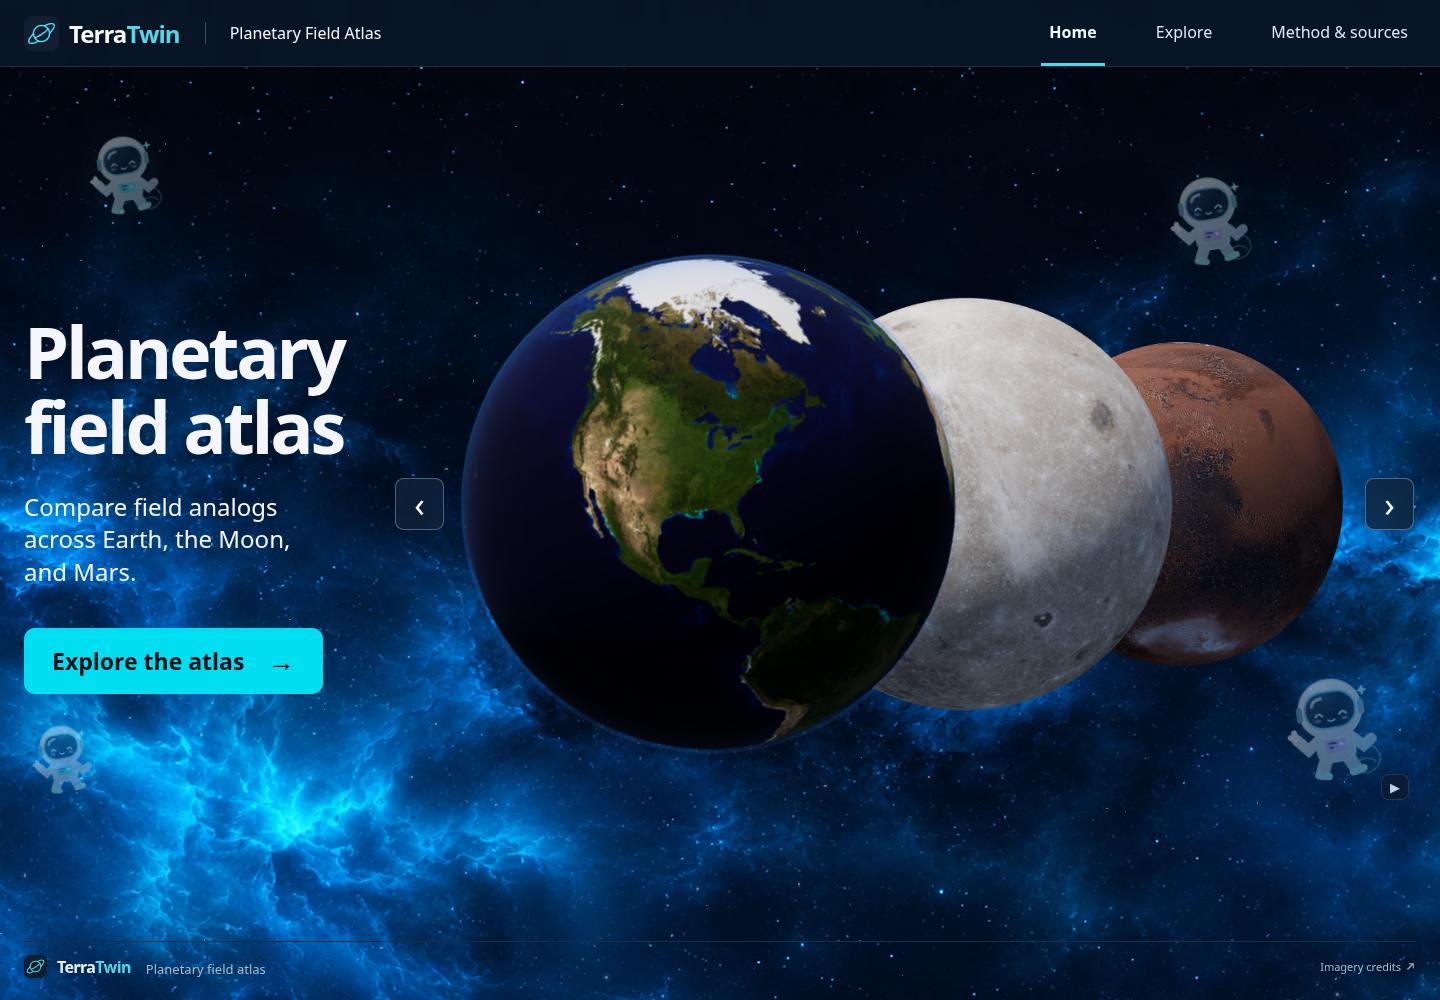 TerraTwin
Planetary Field Atlas
Home
Explore
Method & sources
Planetary
field atlas
Compare field analogs
across Earth, the Moon,
and Mars.
Explore the atlas →
‹
›
▶
TerraTwin
Planetary field atlas
Imagery credits ↗